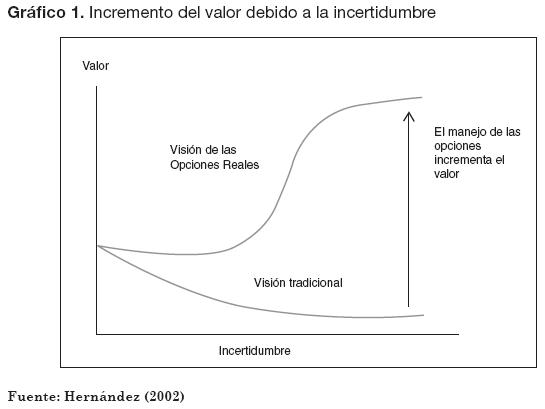 Gráfico 1. Incremento del valor debido a la incertidumbre
Valor
Visión de las
Opciones Reales
El manejo de las
opciones
incrementa el
valor
Visión tradicional
Incertidumbre
Fuente: Hernández (2002)